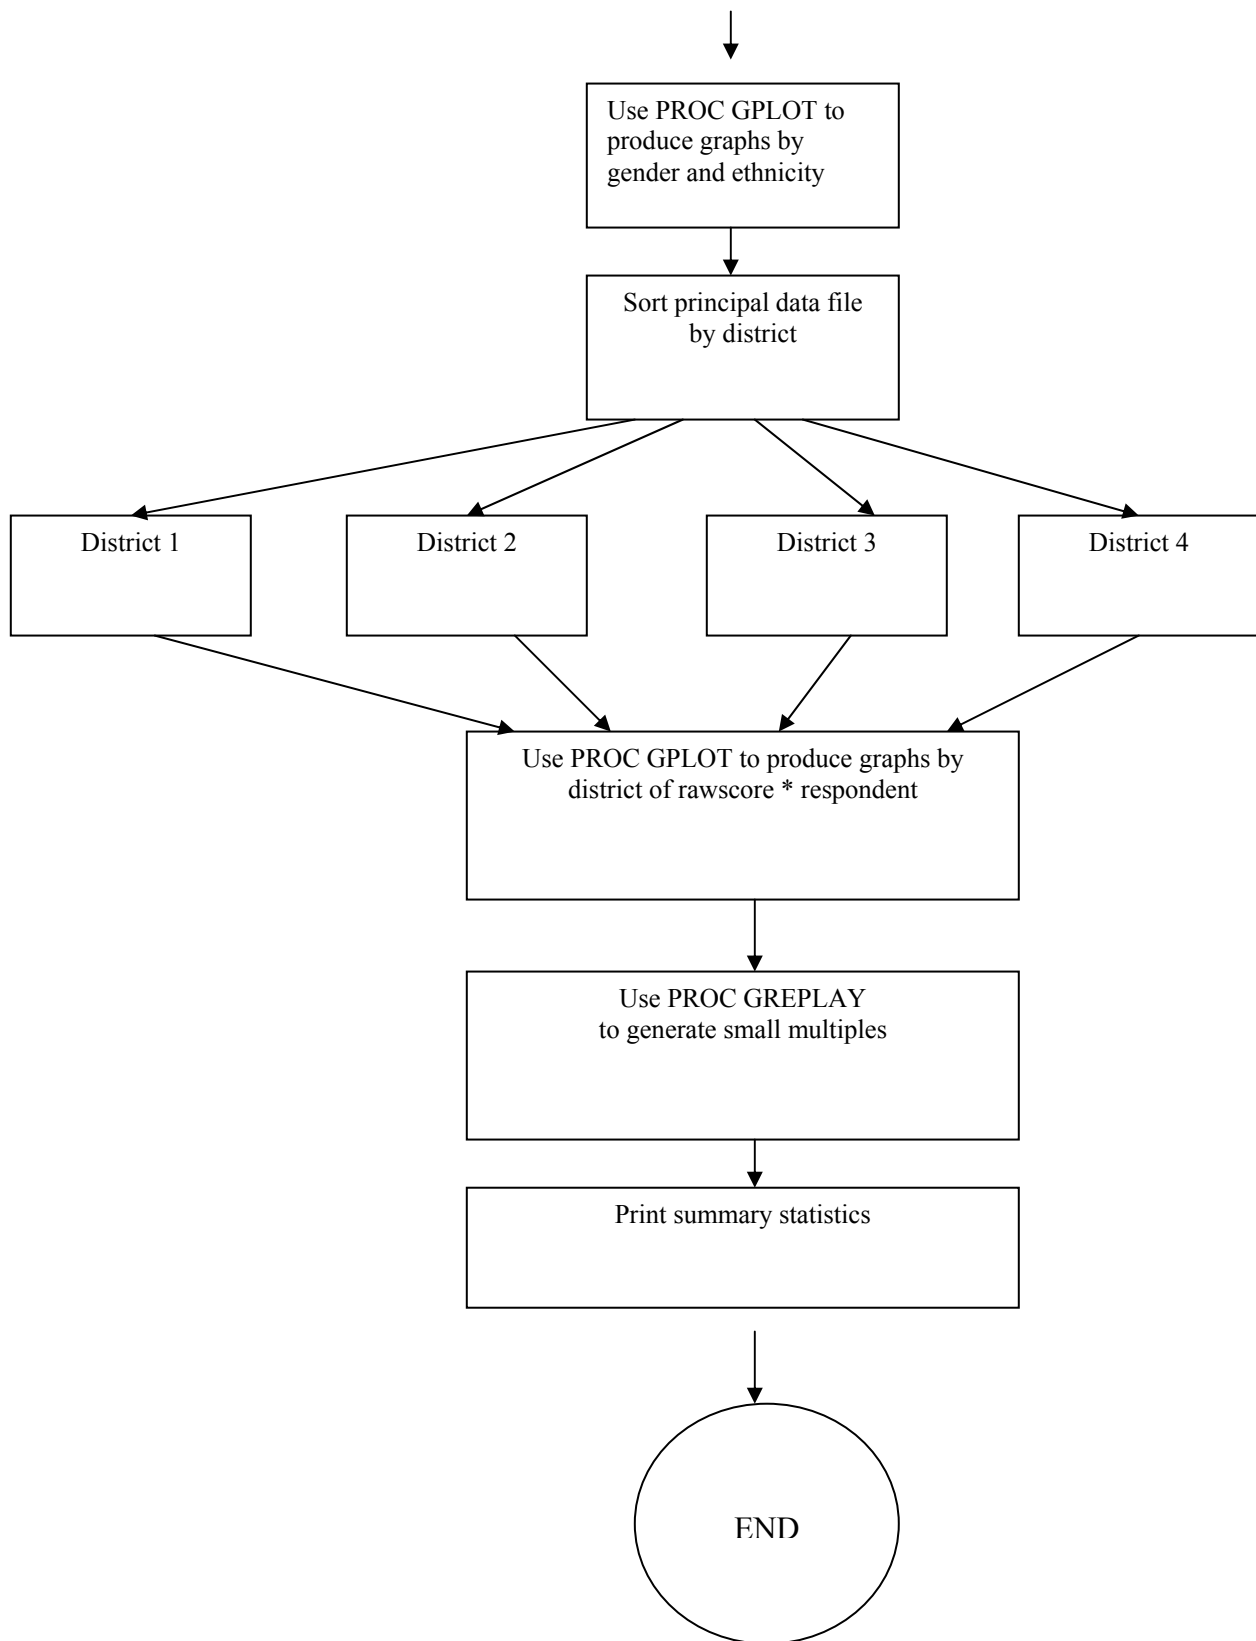 Use PROC GPLOT to
produce graphs by
gender and ethnicity
Sort principal data file
by district
District 1
District 2
District 3
District 4
Use PROC GPLOT to produce graphs by
district of rawscore * respondent
Use PROC GREPLAY
to generate small multiples
Print summary statistics
END